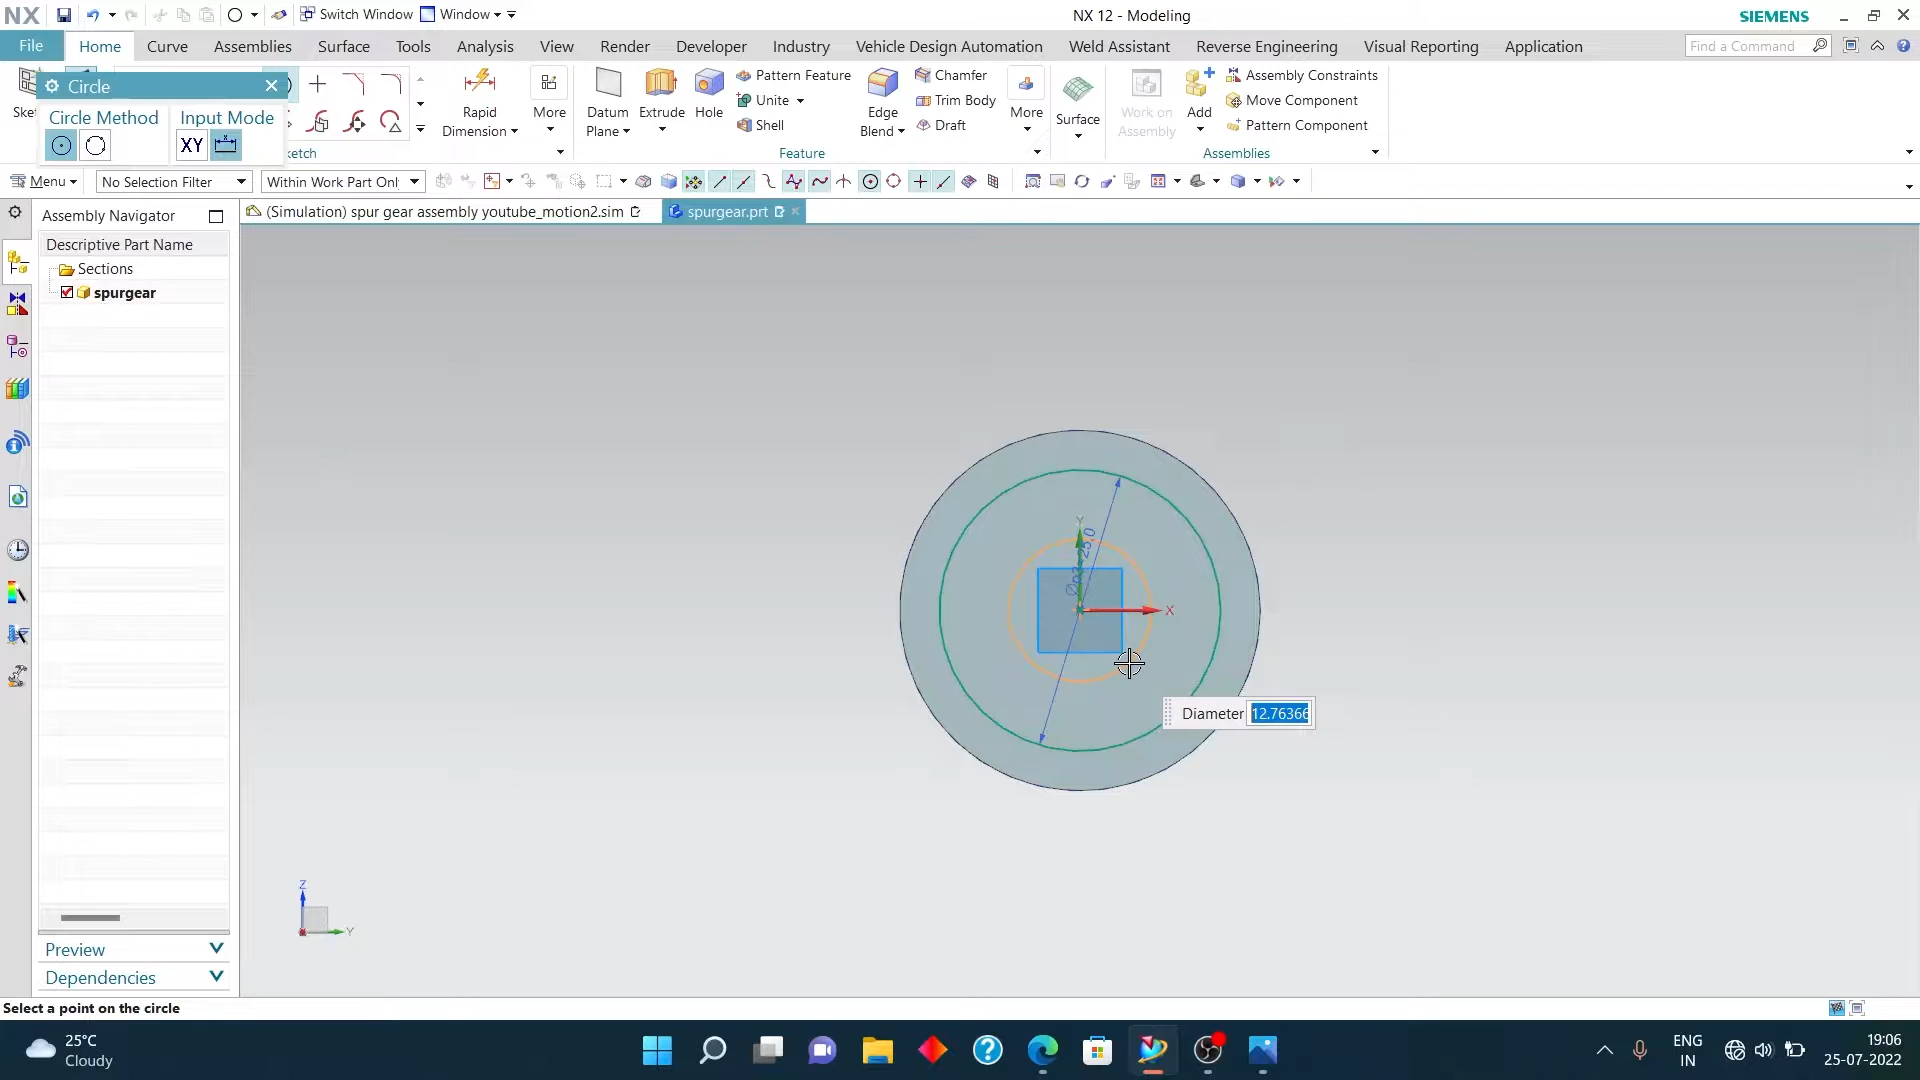 NX
Switch Window
Window
NX 12 - Modeling
SIEMENS
File
Home
Curve
Assemblies
Surface
Tools
Analysis
View
Render
Developer
Industry
Vehicle Design Automation
Weld Assistant
Reverse Engineering
Visual Reporting
Application
Find a Command
Circle
Circle Method
Input Mode
XY
Rapid
Dimension
More
Datum
Plane
Extrude
Hole
Pattern Feature
Unite
Shell
Edge
Blend
Chamfer
Trim Body
Draft
More
Surface
Work on
Assembly
Add
Assembly Constraints
Move Component
Pattern Component
Sket
etch
Feature
Assemblies
Menu
No Selection Filter
Within Work Part Onl
(Simulation) spur gear assembly youtube_motion2.sim
spurgear.prt
Assembly Navigator
Descriptive Part Name
Sections
spurgear
Y
X
Diameter 12.76366
Z
Y
Preview
Dependencies
Select a point on the circle
25°C
Cloudy
ENG
IN
19:06
25-07-2022